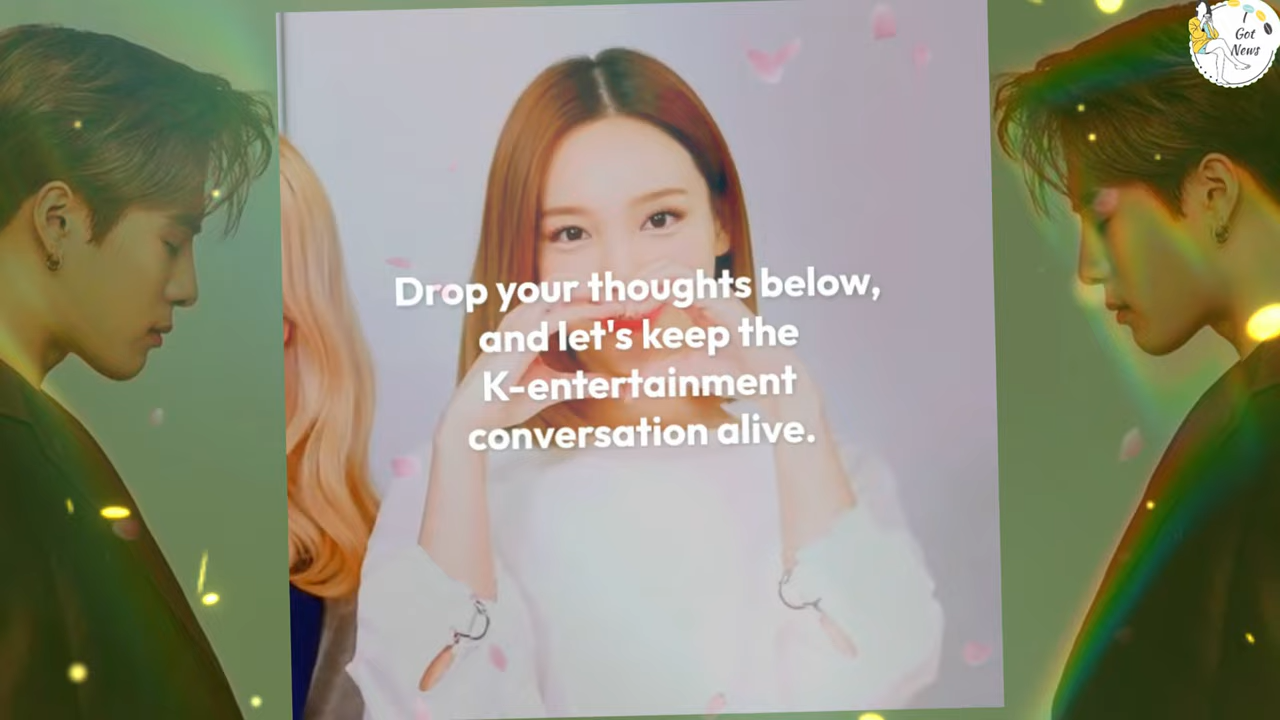 I
Got
News
Drop your thoughts below,
and let's keep the
K-entertainment
conversation alive.